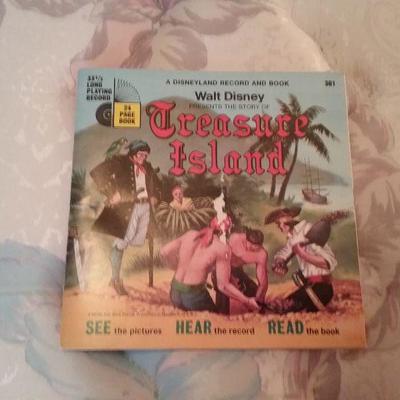 33⅓
LONG
PLAYING
RECORD
24
PAGE
BOOK
A DISNEYLAND RECORD AND BOOK
381
Walt Disney
PRESENTS THE STORY OF
Treasure
Island
SEE the pictures HEAR the record READ the book